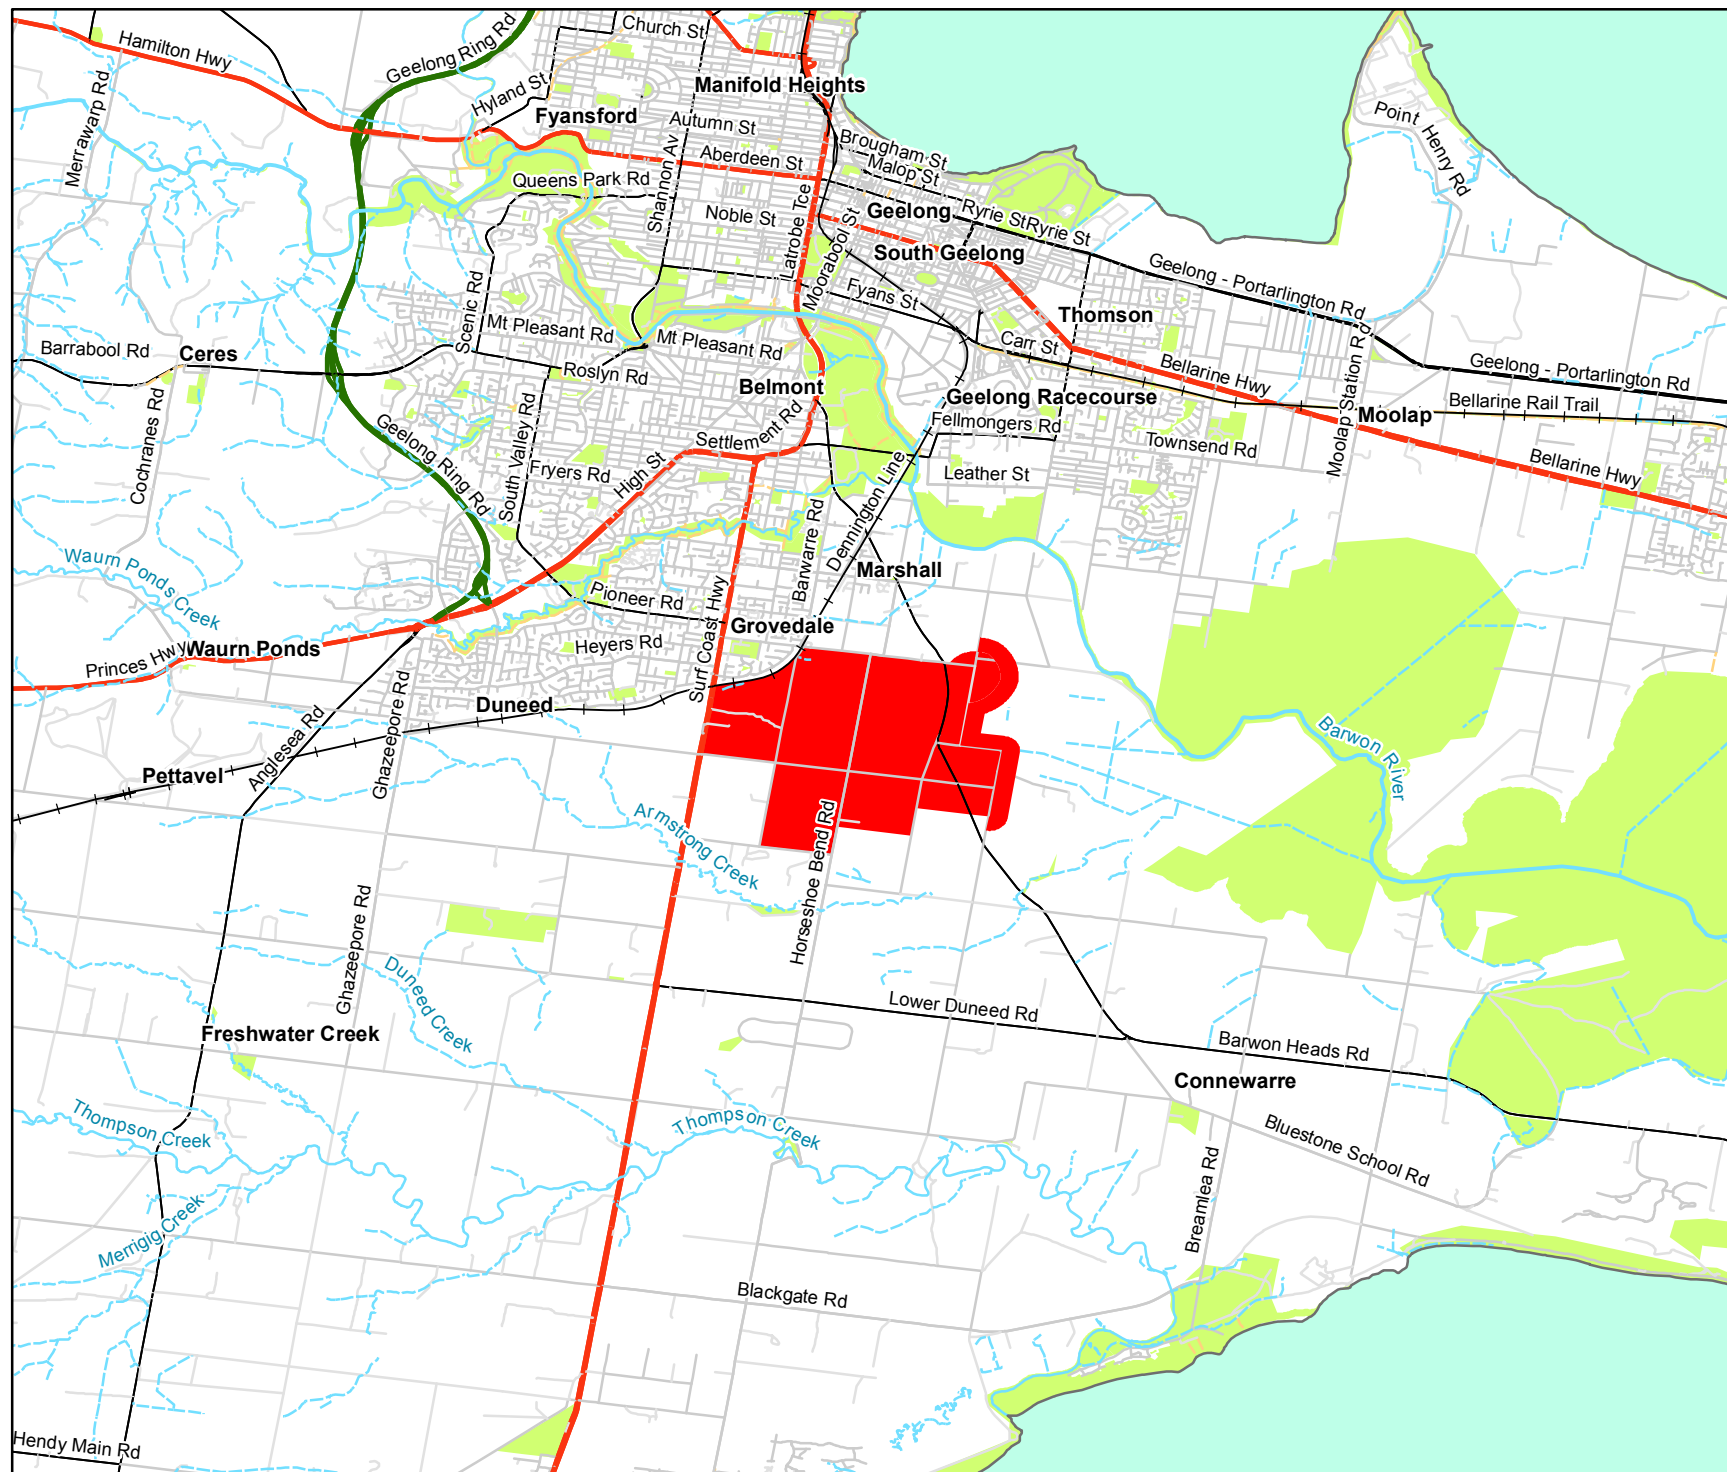 Church St
Geelong Ring Rd
Hamilton Hwy
Manifold Heights
Hyland St
Fyansford
Merrawarp Rd
Autumn St
Point Henry Rd
Brougham St
Malop St
Aberdeen St
Shannon Av
Queens Park Rd
Noble St
Latrobe Tce
Moorabool St
Geelong
Ryrie St
Ryrie St
South Geelong
Geelong - Portarlington Rd
Scenic Rd
Fyans St
Thomson
Mt Pleasant Rd
Mt Pleasant Rd
Carr St
Barrabool Rd
Ceres
Roslyn Rd
Belmont
Bellarine Hwy
Moolap Station Rd
Geelong - Portarlington Rd
Geelong Racecourse
Bellarine Rail Trail
Moolap
Cochranes Rd
Geelong Ring Rd
South Valley Rd
Settlement Rd
Fellmongers Rd
Townsend Rd
Fryers Rd
High St
Leather St
Bellarine Hwy
Dennington Line
Barwarre Rd
Waurn Ponds Creek
Marshall
Pioneer Rd
Surf Coast Hwy
Grovedale
Heyers Rd
Princes Hwy
Waurn Ponds
Duneed
Ghazeepore Rd
Anglesea Rd
Barwon River
Pettavel
Armstrong Creek
Horseshoe Bend Rd
Ghazeepore Rd
Duneed Creek
Lower Duneed Rd
Freshwater Creek
Barwon Heads Rd
Connewarre
Thompson Creek
Thompson Creek
Bluestone School Rd
Breamlea Rd
Merrigig Creek
Blackgate Rd
Hendy Main Rd